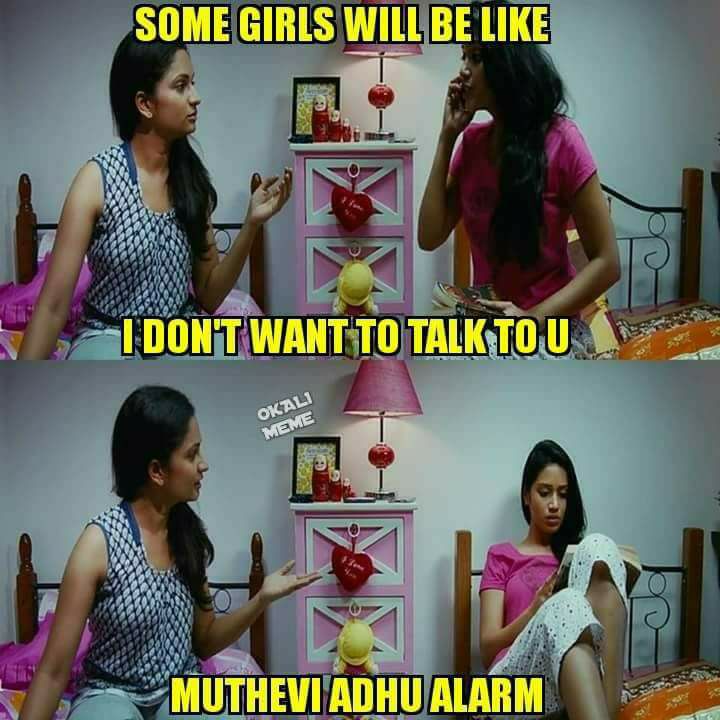 SOME GIRLS WILL BE LIKE
I DON'T WANT TO TALK TO U
OKALI
MEME
MUTHEVI ADHU ALARM